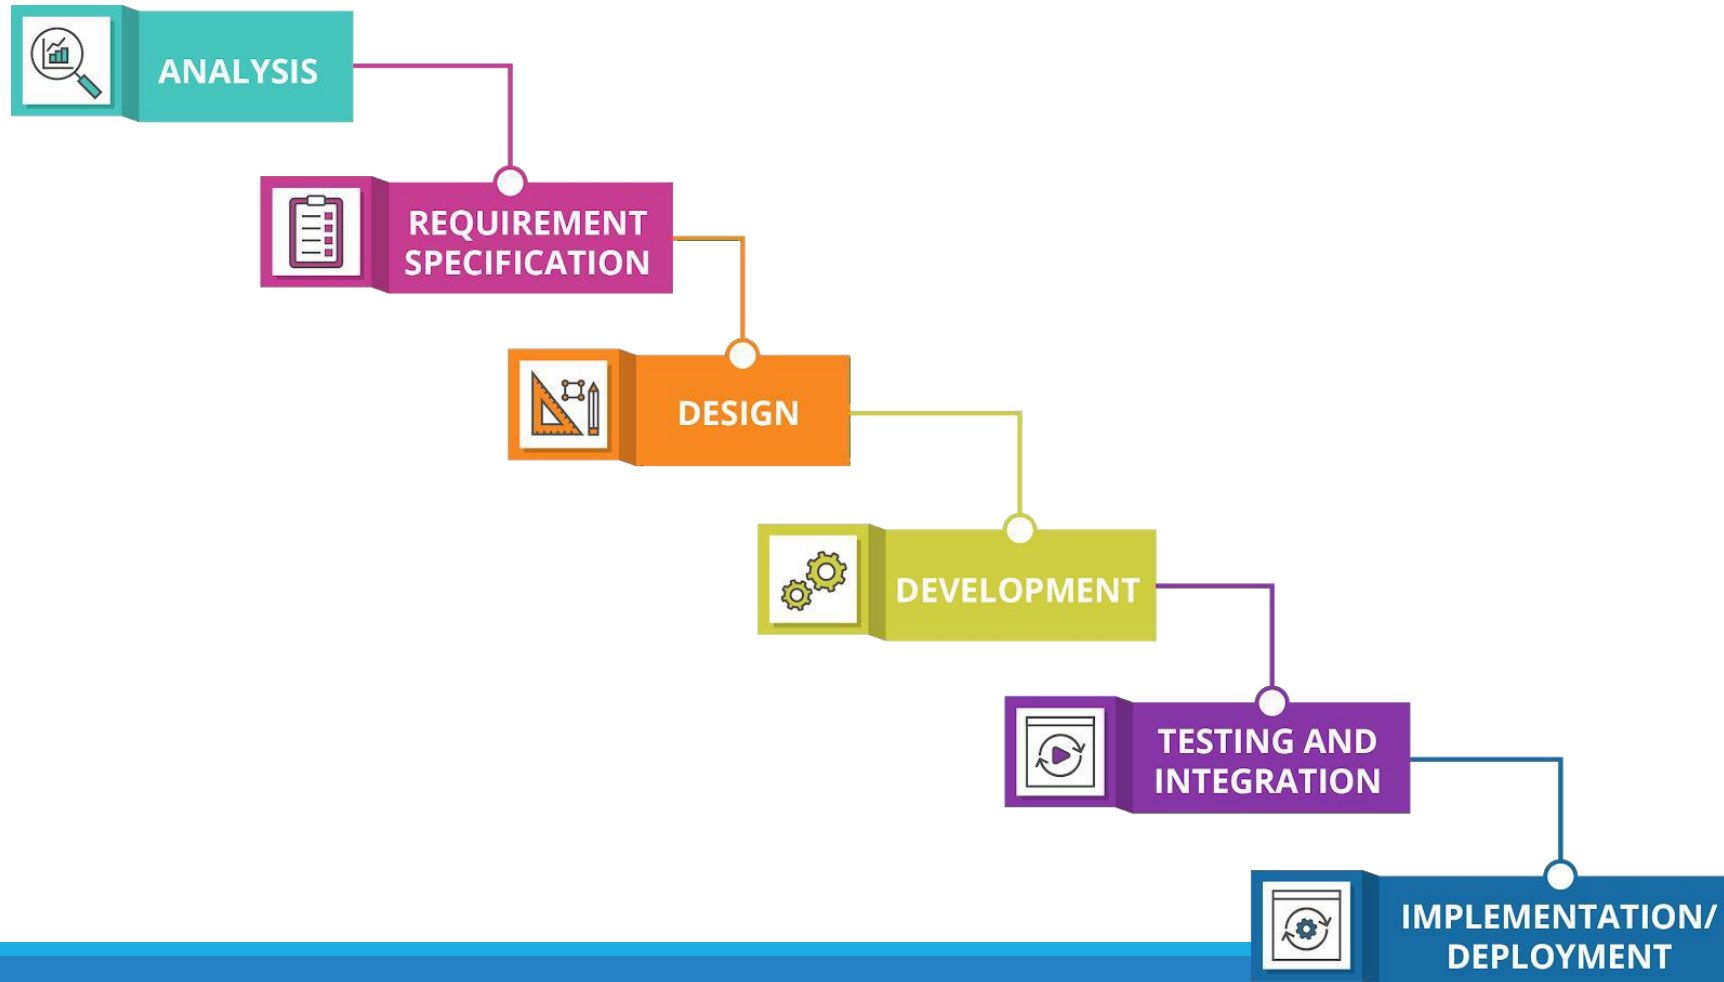 ANALYSIS
REQUIREMENT
SPECIFICATION
DESIGN
DEVELOPMENT
TESTING AND
INTEGRATION
IMPLEMENTATION/
DEPLOYMENT